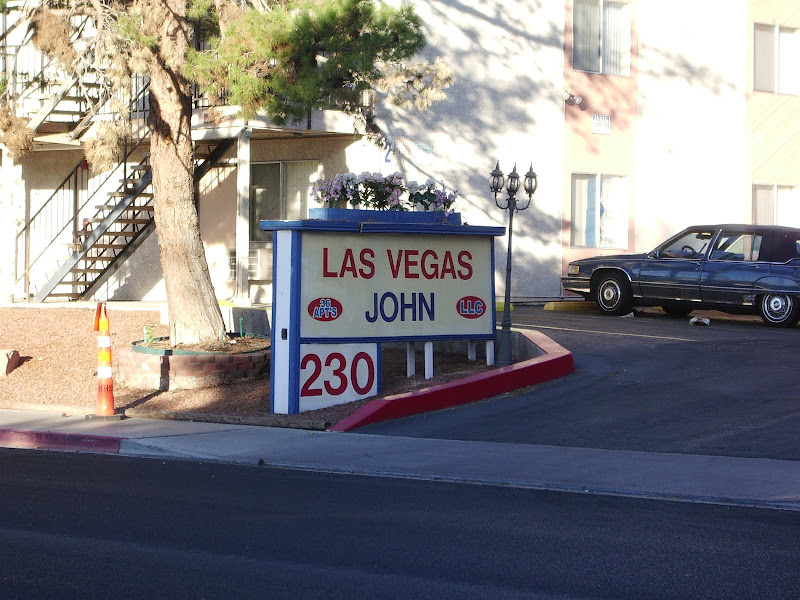 LAS VEGAS
36
APT'S
JOHN
LLC
230